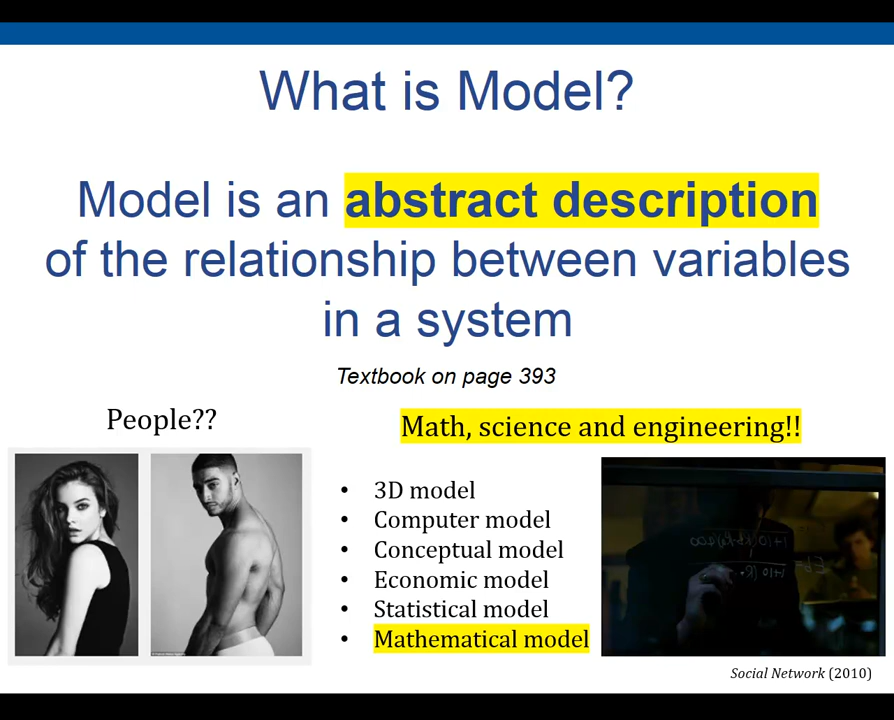 What is Model?
Model is an abstract description
of the relationship between variables
in a system
Textbook on page 393
People??
Math, science and engineering!!
• 3D model
• Computer model
• Conceptual model
• Economic model
• Statistical model
• Mathematical model
Social Network (2010)